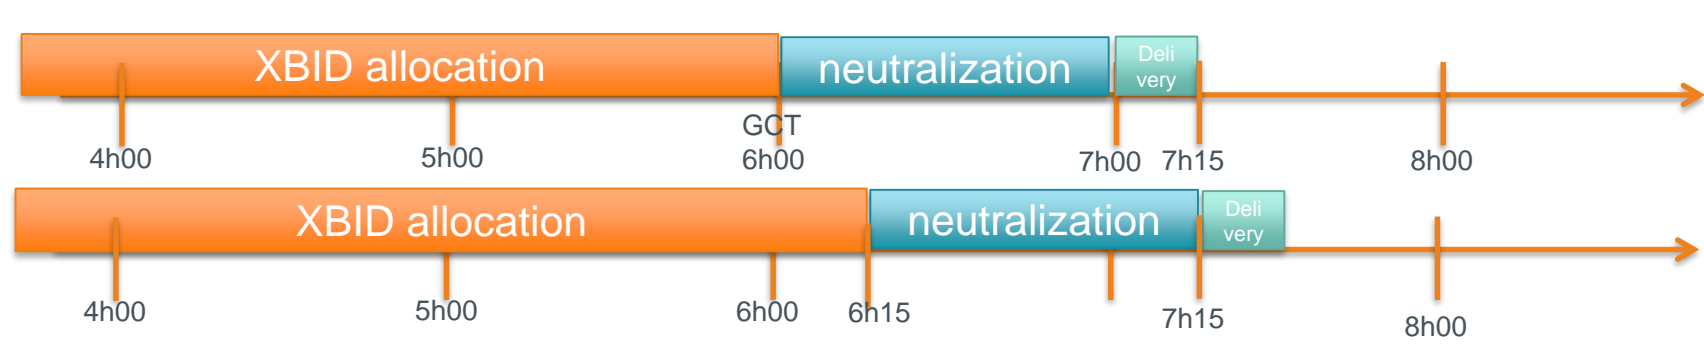 XBID allocation
neutralization
Deli
very
GCT
4h00
5h00
6h00
7h00
7h15
8h00
XBID allocation
neutralization
Deli
very
4h00
5h00
6h00
6h15
7h15
8h00